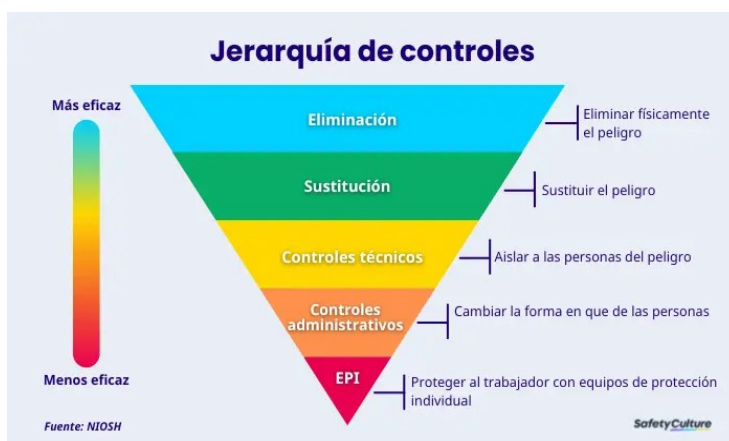 Jerarquía de controles
Más eficaz
Eliminación
Eliminar físicamente
el peligro
Sustitución
Sustituir el peligro
Controles técnicos
Aislar a las personas del peligro
Controles
administrativos
Cambiar la forma en que de las personas
EPI
Proteger al trabajador con equipos de protección
individual
Menos eficaz
Fuente: NIOSH
SafetyCulture